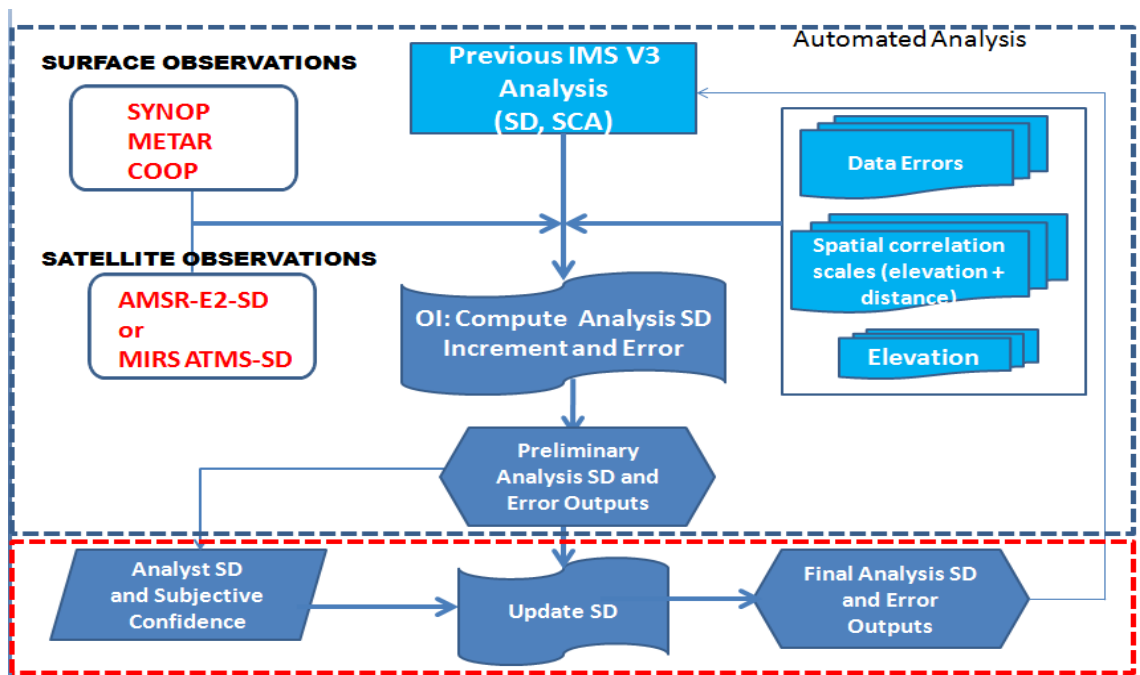 Automated Analysis
SURFACE OBSERVATIONS
SYNOP
METAR
COOP
Previous IMS V3
Analysis
(SD, SCA)
Data Errors
Spatial correlation
scales (elevation +
distance)
Elevation
SATELLITE OBSERVATIONS
AMSR-E2-SD
or
MIRS ATMS-SD
OI: Compute Analysis SD
Increment and Error
Preliminary
Analysis SD and
Error Outputs
Analyst SD
and Subjective
Confidence
Update SD
Final Analysis SD
and Error
Outputs